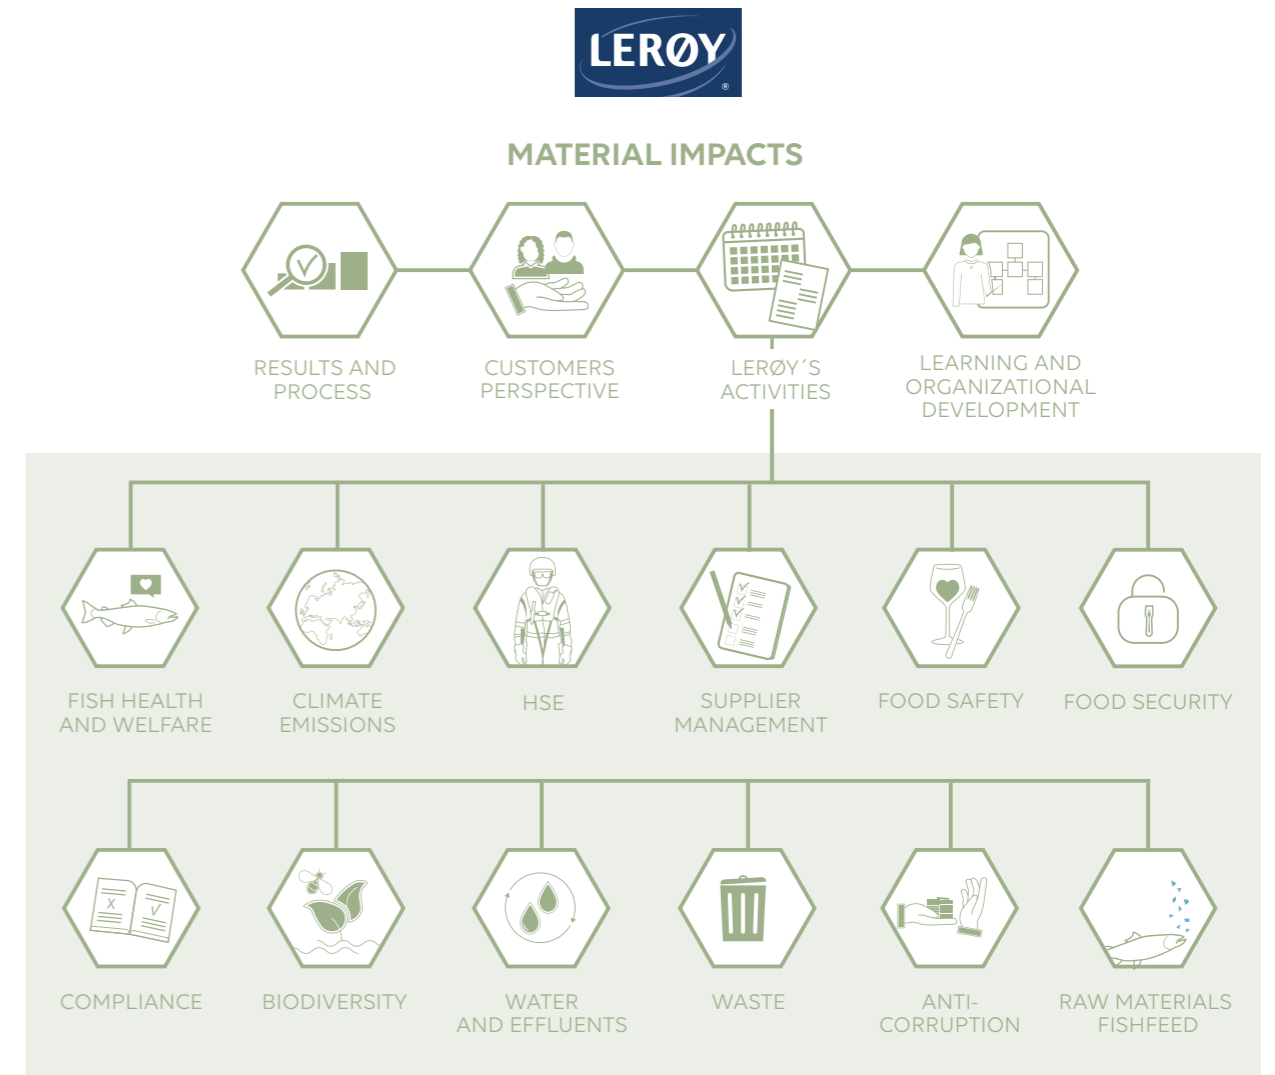 LERØY
®
MATERIAL IMPACTS
RESULTS AND
PROCESS
CUSTOMERS
PERSPECTIVE
LERØY´S
ACTIVITIES
LEARNING AND
ORGANIZATIONAL
DEVELOPMENT
FISH HEALTH
AND WELFARE
CLIMATE
EMISSIONS
HSE
SUPPLIER
MANAGEMENT
FOOD SAFETY
FOOD SECURITY
COMPLIANCE
BIODIVERSITY
WATER
AND EFFLUENTS
WASTE
ANTI-
CORRUPTION
RAW MATERIALS
FISHFEED